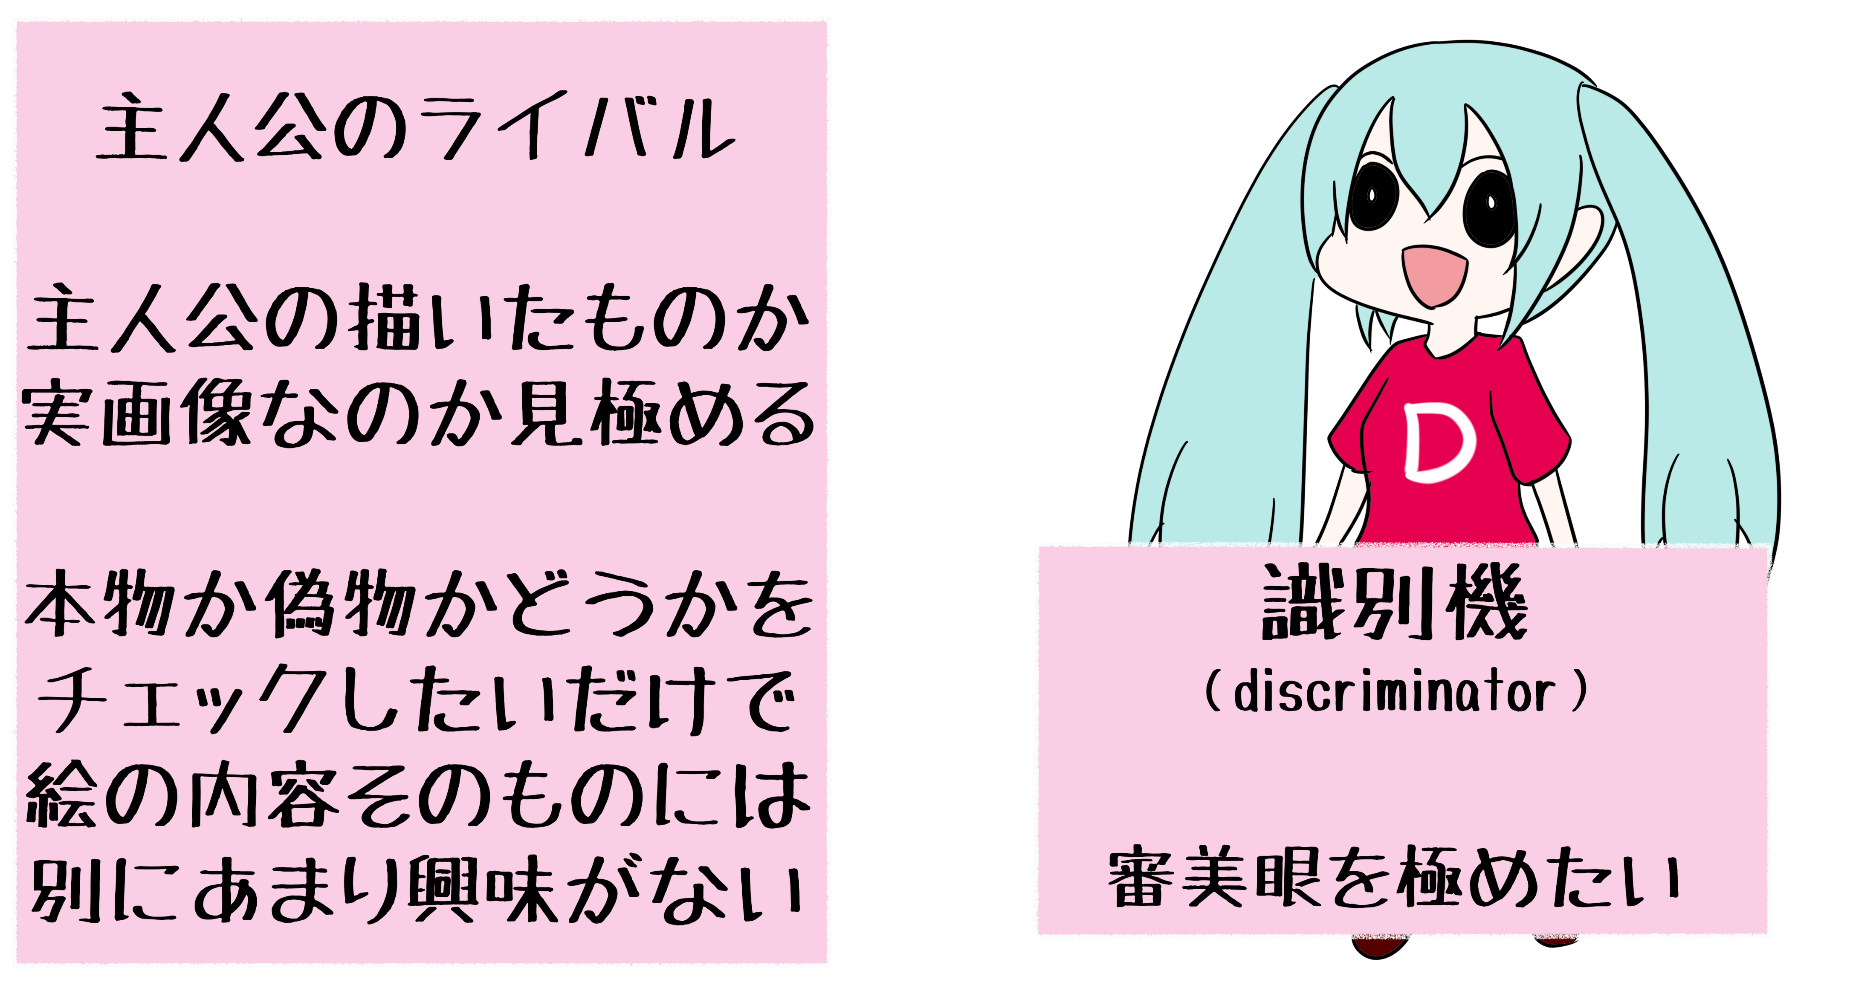 主人公のライバル
主人公の描いたものか
実画像なのか見極める
本物か偽物かどうかを
チェックしたいだけで
絵の内容そのものには
別にあまり興味がない
D
識別機
(discriminator)
審美眼を極めたい